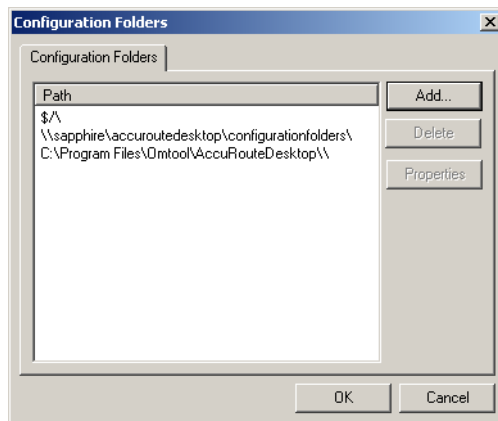 Configuration Folders
Configuration Folders
Path
$/\
\\sapphire\accuroutedesktop\configurationfolders\
C:\Program Files\Omtool\AccuRouteDesktop\\
Add...
Delete
Properties
OK
Cancel